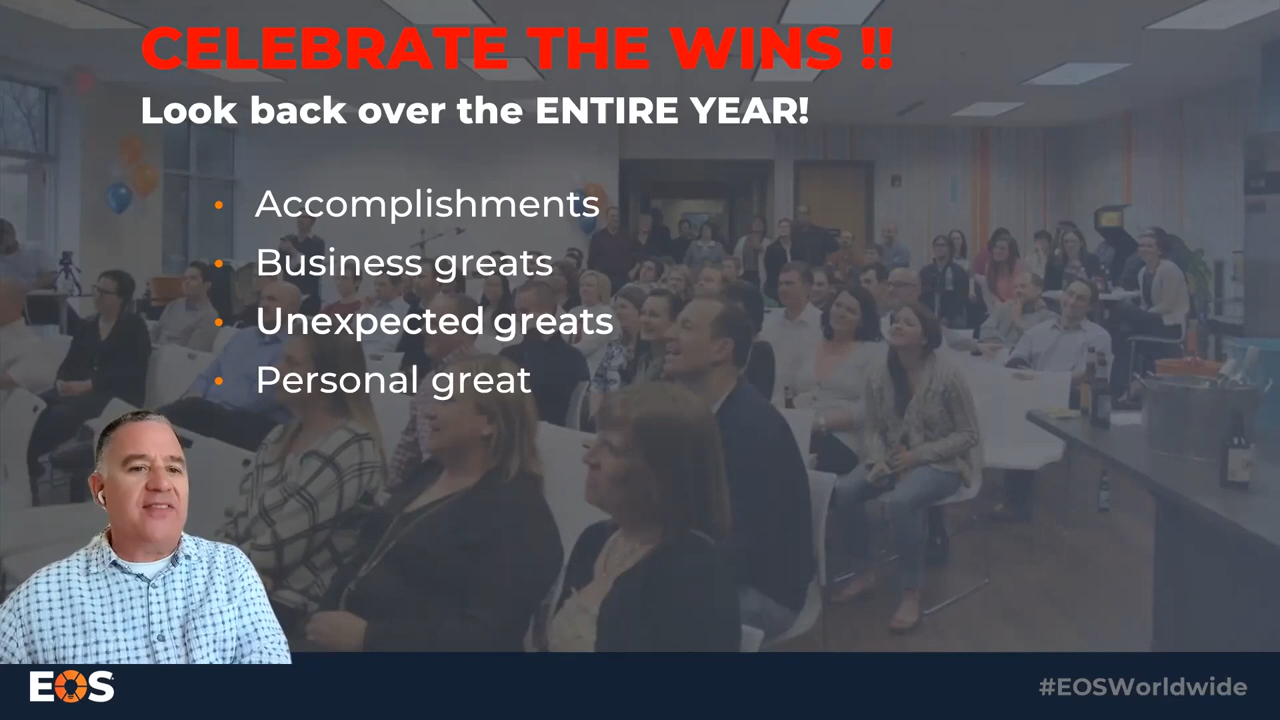 CELEBRATE THE WINS !!
Look back over the ENTIRE YEAR!
• Accomplishments
• Business greats
• Unexpected greats
• Personal great
EOS
#EOSWorldwide